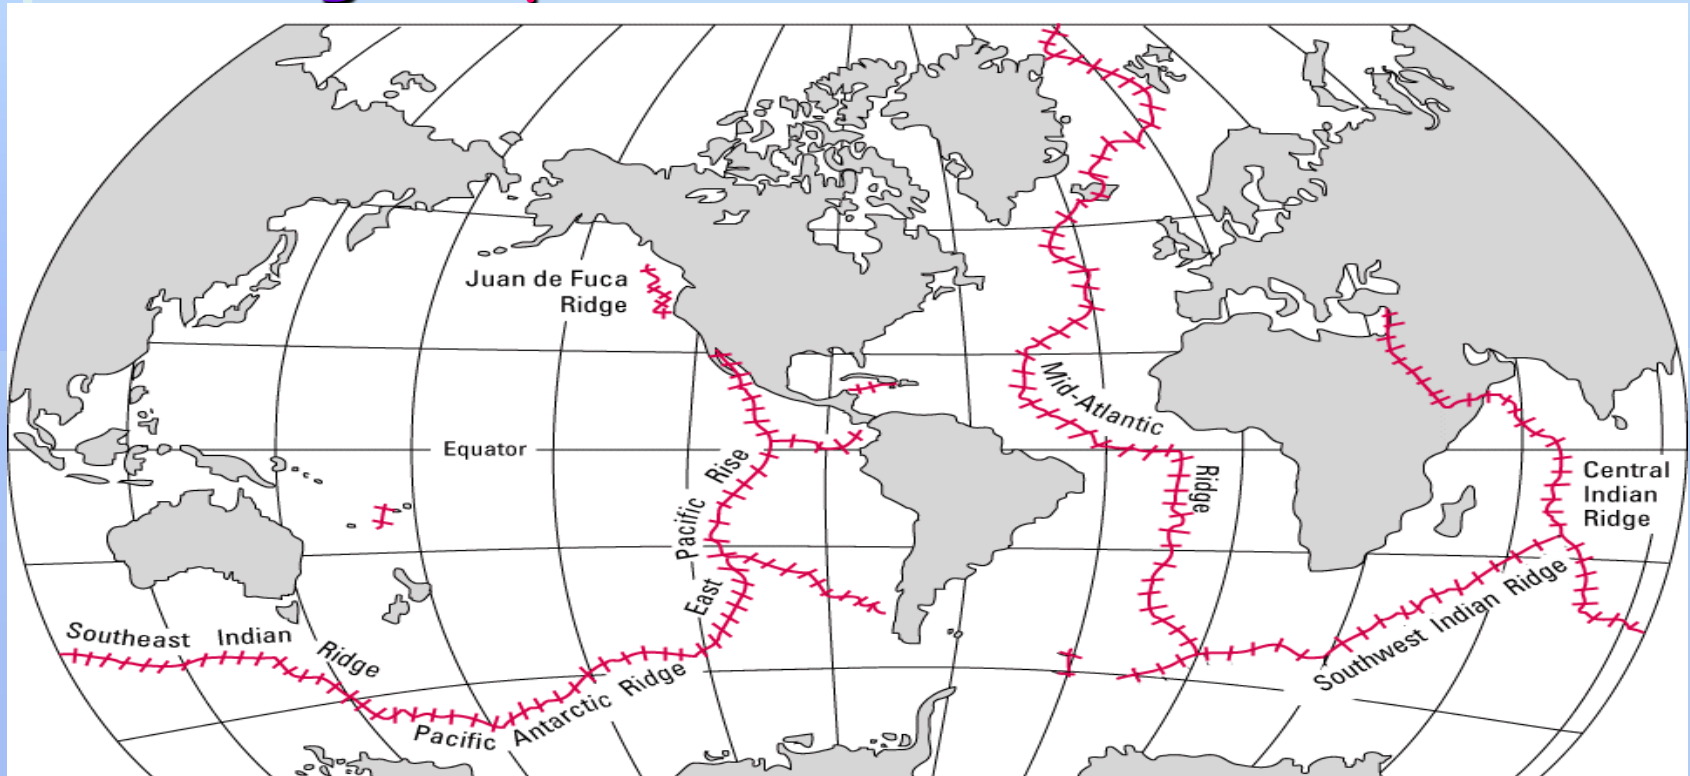 Juan de Fuca
Ridge
Mid-Atlantic
Ridge
Equator
East Pacific Rise
Central
Indian
Ridge
Southeast Indian Ridge
Southwest Indian Ridge
Pacific Antarctic Ridge